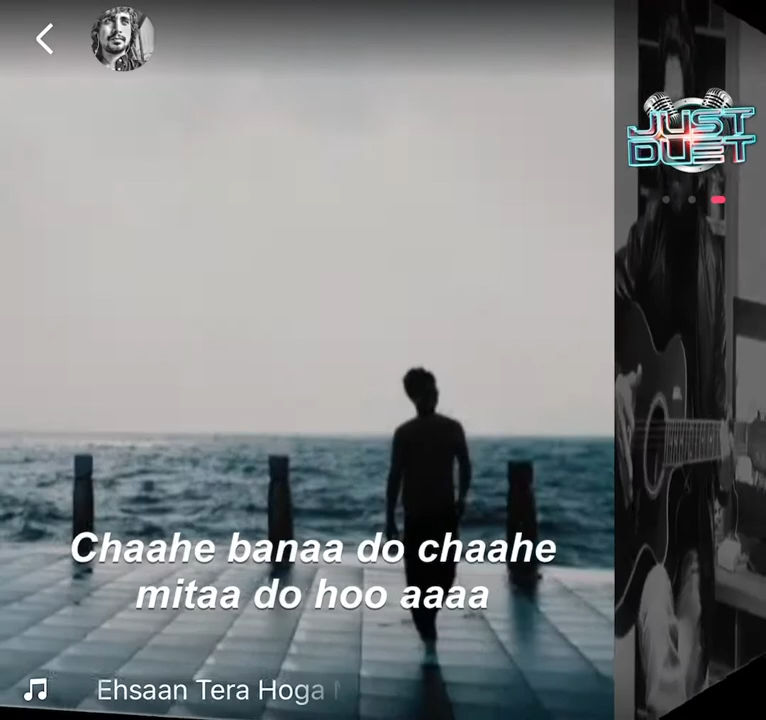 JUST
DUET
Chaahe banaa do chaahe
mitaa do hoo aaaa
Ehsaan Tera Hoga